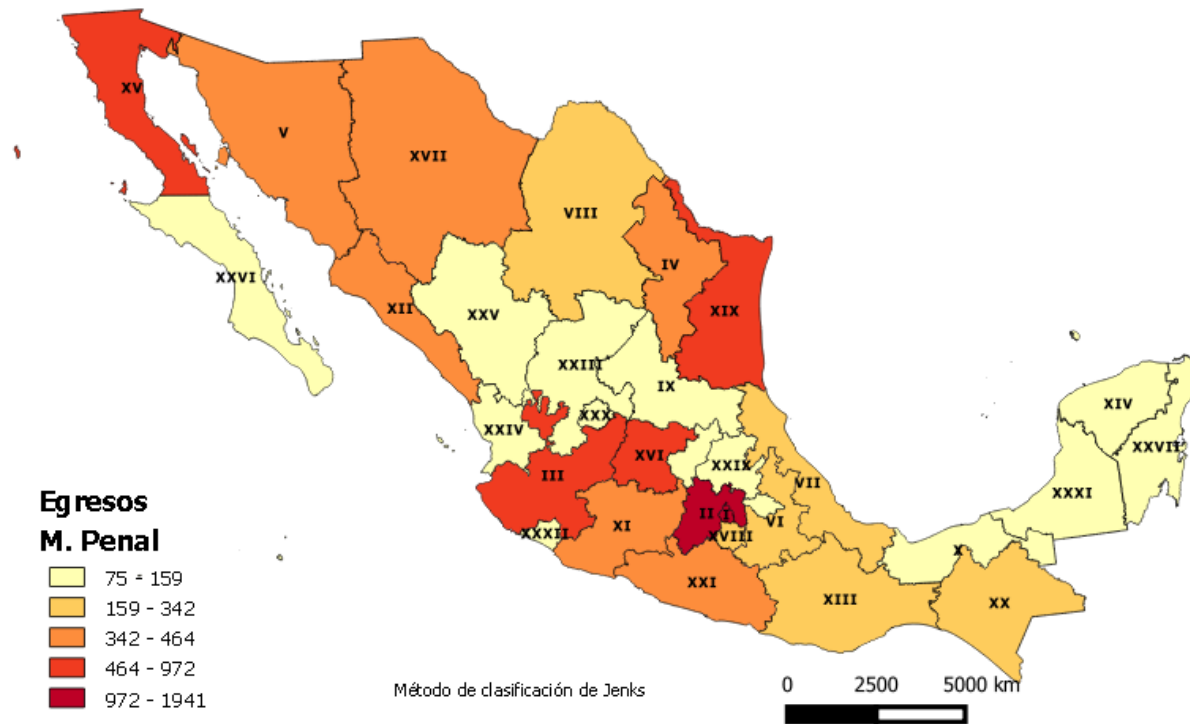 XV
V
XVII
VIII
IV
XXVI
XII
XIX
XXV
XXIII
IX
XXX
XXIV
XIV
XVI
III
XXIX
XXVII
VII
XXXI
II
I
VI
XI
XXXII
XVIII
X
XXI
XIII
XX
Egresos
M. Penal
75 - 159
159 - 342
342 - 464
464 - 972
972 - 1941
Método de clasificación de Jenks
0 2500 5000 km